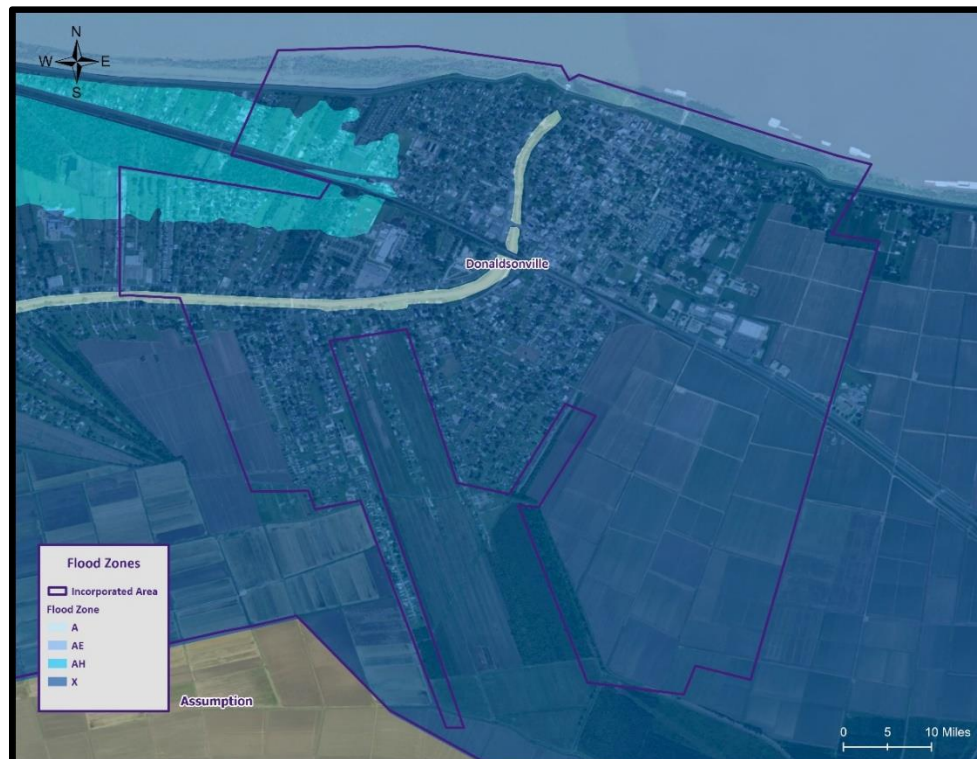 N
W E
S
Donaldsonville
Flood Zones
Incorporated Area
Flood Zone
A
AE
AH
X
Assumption
0 5 10 Miles